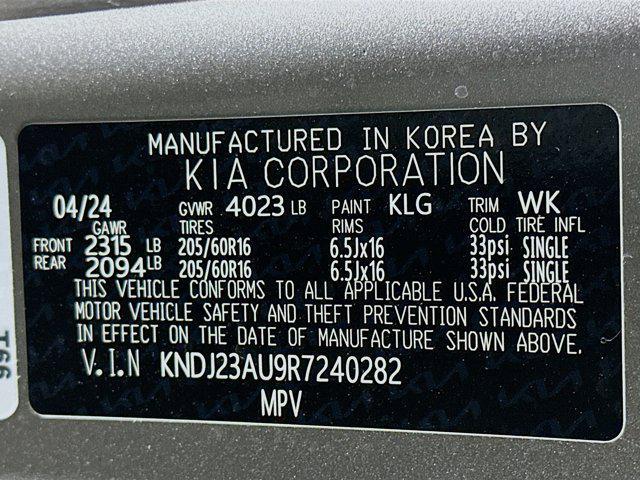 MANUFACTURED IN KOREA BY
KIA CORPORATION
04/24 GVWR 4023 LB PAINT KLG TRIM WK
GAWR TIRES RIMS COLD TIRE INFL
FRONT 2315 LB 205/60R16 6.5Jx16 33psi SINGLE
REAR 2094 LB 205/60R16 6.5Jx16 33psi SINGLE
THIS VEHICLE CONFORMS TO ALL APPLICABLE U.S.A. FEDERAL
MOTOR VEHICLE SAFETY AND THEFT PREVENTION STANDARDS
IN EFFECT ON THE DATE OF MANUFACTURE SHOWN ABOVE.
V.I.N KNDJ23AU9R7240282
MPV